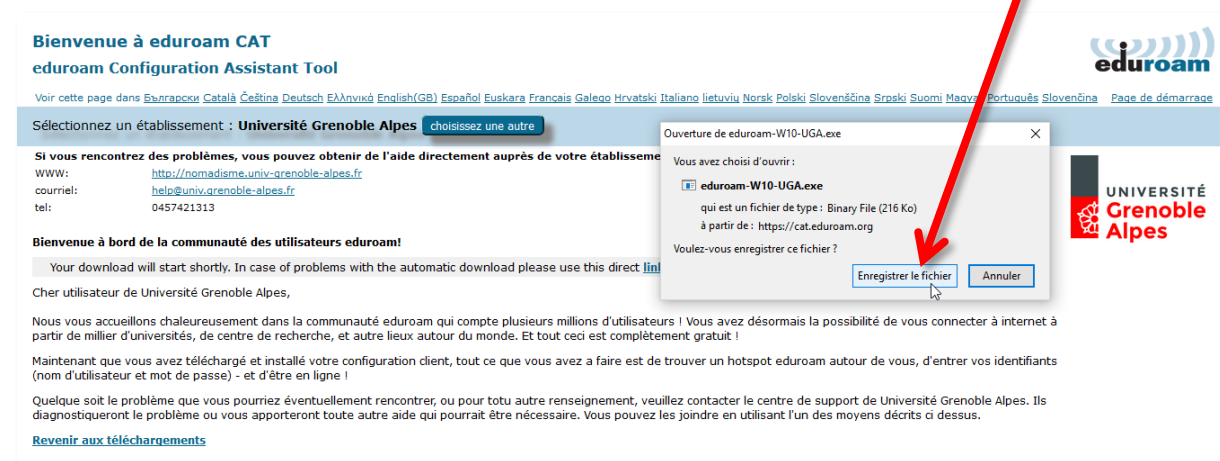 Bienvenue à eduroam CAT
eduroam Configuration Assistant Tool
eduroam
Voir cette page dans Български Català Čeština Deutsch Ελληνικά English(GB) Español Euskara Français Galego Hrvatski Italiano lietuvių Norsk Polski Slovenščina Srpski Suomi Magyar Português Slovenčina Page de démarrage
Sélectionnez un établissement : Université Grenoble Alpes choisissez une autre
Si vous rencontrez des problèmes, vous pouvez obtenir de l'aide directement auprès de votre établisseme
WWW: http://nomadisme.univ-grenoble-alpes.fr
courriel: help@univ.grenoble-alpes.fr
tel: 0457421313
Bienvenue à bord de la communauté des utilisateurs eduroam!
Your download will start shortly. In case of problems with the automatic download please use this direct link
Ouverture de eduroam-W10-UGA.exe
Vous avez choisi d'ouvrir :
eduroam-W10-UGA.exe
qui est un fichier de type : Binary File (216 Ko)
à partir de : https://cat.eduroam.org
Voulez-vous enregistrer ce fichier ?
Enregistrer le fichier Annuler
UNIVERSITÉ
Grenoble
Alpes
Cher utilisateur de Université Grenoble Alpes,
Nous vous accueillons chaleureusement dans la communauté eduroam qui compte plusieurs millions d'utilisateurs ! Vous avez désormais la possibilité de vous connecter à internet à
partir de millier d'universités, de centre de recherche, et autre lieux autour du monde. Et tout ceci est complètement gratuit !
Maintenant que vous avez téléchargé et installé votre configuration client, tout ce que vous avez a faire est de trouver un hotspot eduroam autour de vous, d'entrer vos identifiants
(nom d'utilisateur et mot de passe) - et d'être en ligne !
Quelque soit le problème que vous pourriez éventuellement rencontrer, ou pour totu autre renseignement, veuillez contacter le centre de support de Université Grenoble Alpes. Ils
diagnostiqueront le problème ou vous apporteront toute autre aide qui pourrait être nécessaire. Vous pouvez les joindre en utilisant l'un des moyens décrits ci dessus.
Revenir aux téléchargements